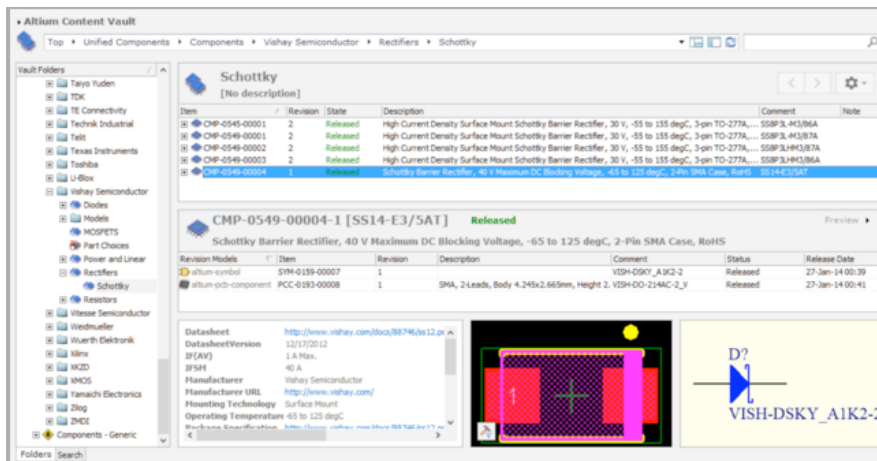 Altium Content Vault
Top Unified Components Components Vishay Semiconductor Rectifiers Schottky
Vault Folders
Taiyo Yuden
TDK
TE Connectivity
Technik Industrial
Telit
Texas Instruments
Toshiba
U-Blox
Vishay Semiconductor
Diodes
Models
MOSFETS
Part Choices
Power and Linear
Rectifiers
Schottky
Resistors
Vitesse Semiconductor
Weidmueller
Wuerth Elektronik
Xilinx
XKZD
XMOS
Yamaichi Electronics
Zilog
ZMDI
Components - Generic
Folders Search
Schottky
[No description]
Item Revision State Description Comment Note
CMP-0545-00001 2 Released High Current Density Surface Mount Schottky Barrier Rectifier, 30 V, -55 to 155 degC, 3-pin TO-277A,... SS8P3L-M3/86A
CMP-0549-00001 2 Released High Current Density Surface Mount Schottky Barrier Rectifier, 30 V, -55 to 155 degC, 3-pin TO-277A,... SS8P3L-M3/87A
CMP-0549-00002 2 Released High Current Density Surface Mount Schottky Barrier Rectifier, 30 V, -55 to 155 degC, 3-pin TO-277A,... SS8P3LHM3/87A
CMP-0549-00003 2 Released High Current Density Surface Mount Schottky Barrier Rectifier, 30 V, -55 to 155 degC, 3-pin TO-277A,... SS8P3LHM3/86A
CMP-0549-00004 1 Released Schottky Barrier Rectifier, 40 V Maximum DC Blocking Voltage, -65 to 125 degC, 2-Pin SMA Case, RoHS SS14-E3/5AT
CMP-0549-00004-1 [SS14-E3/5AT] Released Preview
Schottky Barrier Rectifier, 40 V Maximum DC Blocking Voltage, -65 to 125 degC, 2-Pin SMA Case, RoHS
Revision Models Item Revision Description Comment Status Release Date
altium-symbol SYM-0159-00007 1 VISH-DSKY_A1K2-2 Released 27-Jan-14 00:39
altium-pcb-component PCC-0193-00008 1 SMA, 2-Leads, Body 4.245x2.665mm, Height 2. VISH-DO-214AC-2_V Released 27-Jan-14 00:41
Datasheet http://www.vishay.com/docs/88746/ss12.p
DatasheetVersion 12/17/2012
IF(AV) 1 A Max.
IFSM 40 A
Manufacturer Vishay Semiconductor
Manufacturer URL http://www.vishay.com/
Mounting Technology Surface Mount
Operating Temperatur -65 to 125 degC
Package Specification
1
D?
VISH-DSKY_A1K2-2